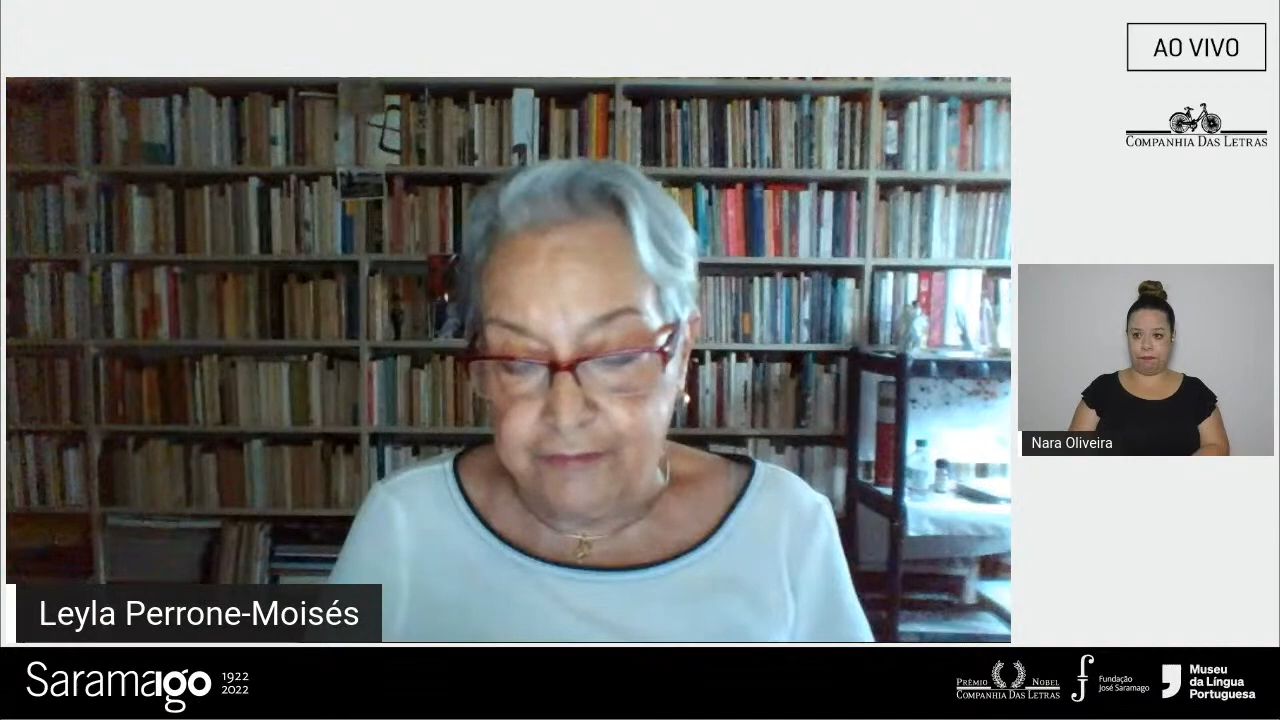 AO VIVO
COMPANHIA DAS LETRAS
Nara Oliveira
Leyla Perrone-Moisés
Saramago 1922
2022
PRÊMIO NOBEL
COMPANHIA DAS LETRAS
Fundação
José Saramago
Museu
da Língua
Portuguesa